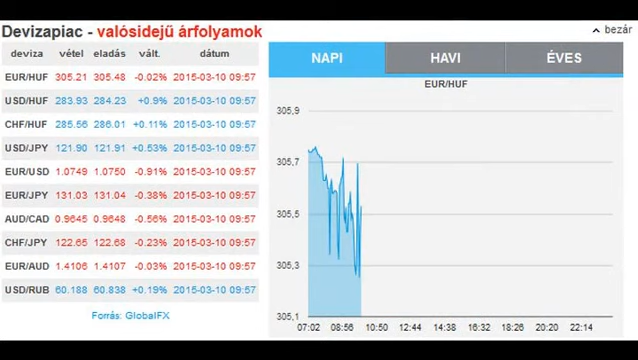 Devizapiac - valósidejű árfolyamok
bezár
deviza vétel eladás vált. dátum
EUR/HUF 305.21 305.48 -0.02% 2015-03-10 09:57
USD/HUF 283.93 284.23 +0.9% 2015-03-10 09:57
CHF/HUF 285.56 286.01 +0.11% 2015-03-10 09:57
USD/JPY 121.90 121.91 +0.53% 2015-03-10 09:57
EUR/USD 1.0749 1.0750 -0.91% 2015-03-10 09:57
EUR/JPY 131.03 131.04 -0.38% 2015-03-10 09:57
AUD/CAD 0.9645 0.9648 -0.56% 2015-03-10 09:57
CHF/JPY 122.65 122.68 -0.23% 2015-03-10 09:57
EUR/AUD 1.4106 1.4107 -0.03% 2015-03-10 09:57
USD/RUB 60.188 60.838 +0.19% 2015-03-10 09:57
Forrás: GlobalFX
NAPI HAVI ÉVES
EUR/HUF
305,9
305,7
305,5
305,3
305,1
07:02 08:56 10:50 12:44 14:38 16:32 18:26 20:20 22:14